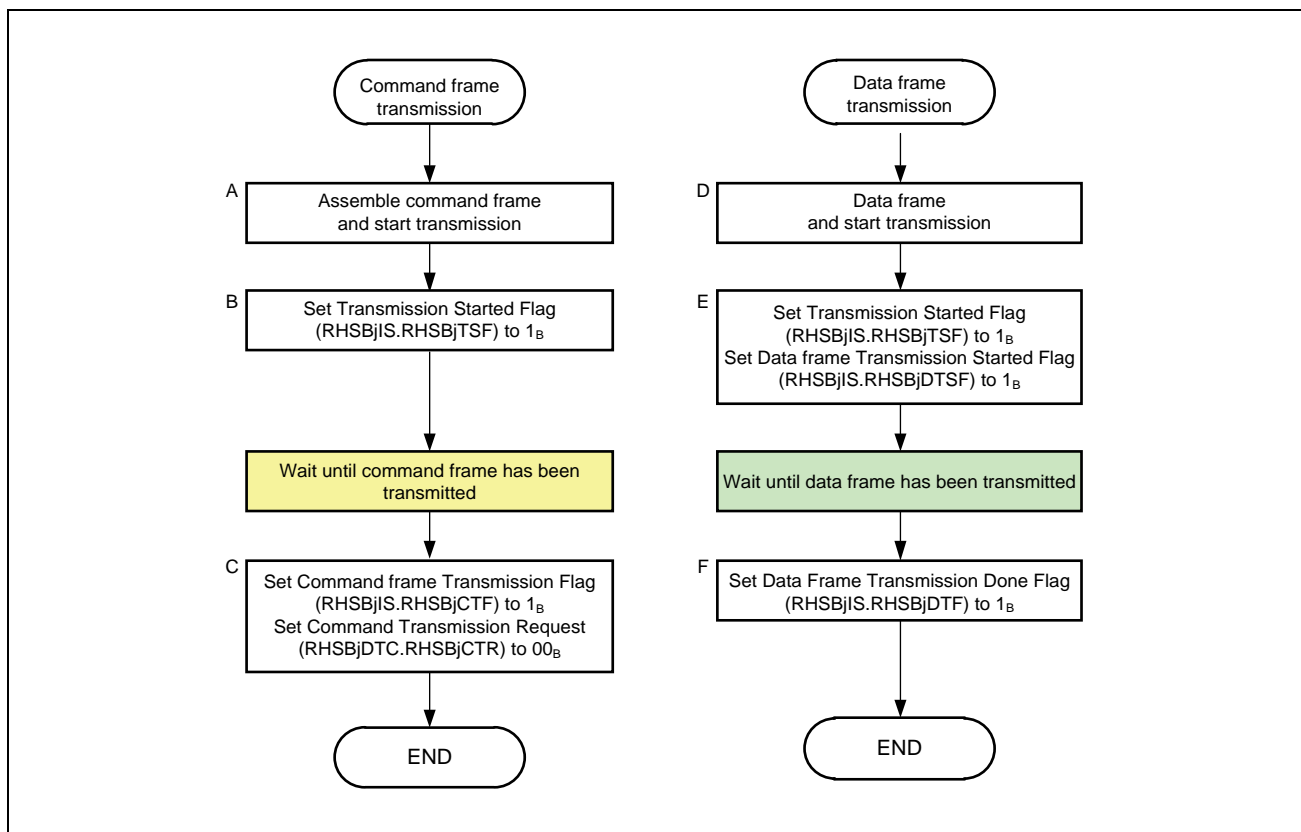 Command frame
transmission
A
Assemble command frame
and start transmission
B
Set Transmission Started Flag
(RHSBjIS.RHSBjTSF) to 1B
Wait until command frame has been
transmitted
C
Set Command frame Transmission Flag
(RHSBjIS.RHSBjCTF) to 1B
Set Command Transmission Request
(RHSBjDTC.RHSBjCTR) to 00B
END
Data frame
transmission
D
Data frame
and start transmission
E
Set Transmission Started Flag
(RHSBjIS.RHSBjTSF) to 1B
Set Data frame Transmission Started Flag
(RHSBjIS.RHSBjDTSF) to 1B
Wait until data frame has been transmitted
F
Set Data Frame Transmission Done Flag
(RHSBjIS.RHSBjDTF) to 1B
END